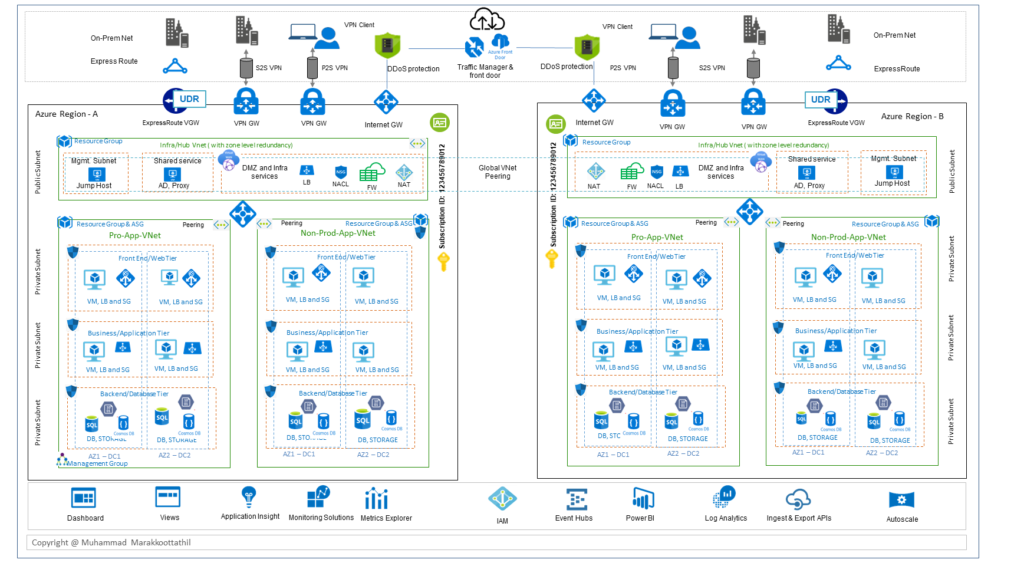 VPN Client
VPN Client
On-Prem Net
On-Prem Net
Azure Front
Door
Express Route
S2S VPN
P2S VPN
DDoS protection
Traffic Manager &
front door
DDoS protection
P2S VPN
S2S VPN
ExpressRoute
UDR
UDR
ExpressRoute VGW
VPN GW
VPN GW
Internet GW
Internet GW
VPN GW
VPN GW
ExpressRoute VGW
Azure Region - A
Azure Region - B
Resource Group
Infra/Hub Vnet ( with zone level redundancy)
Public Subnet
Mgmt. Subnet
Jump Host
Shared service
AD, Proxy
DMZ and Infra
services
LB
NACL
FW
NAT
Subscription ID: 123456789012
Global VNet
Peering
Subscription ID: 123456789012
Resource Group
Infra/Hub Vnet ( with zone level redundancy)
NAT
FW
NACL
LB
DMZ and Infra
services
Shared service
AD, Proxy
Mgmt. Subnet
Jump Host
Public Subnet
Resource Group & ASG
Peering
Pro-App-VNet
Peering
Resource Group & ASG
Non-Prod-App-VNet
Resource Group & ASG
Peering
Pro-App-VNet
Peering
Resource Group & ASG
Non-Prod-App-VNet
Private Subnet
Front End/Web Tier
VM, LB and SG
VM, LB and SG
Front End/Web Tier
VM, LB and SG
VM, LB and SG
Front End/Web Tier
VM, LB and SG
VM, LB and SG
Front End/Web Tier
VM, LB and SG
VM, LB and SG
Private Subnet
Private Subnet
Business/Application Tier
VM, LB and SG
VM, LB and SG
Business/Application Tier
VM, LB and SG
VM, LB and SG
Business/Application Tier
VM, LB and SG
VM, LB and SG
Business/Application Tier
VM, LB and SG
VM, LB and SG
Private Subnet
Private Subnet
Backend/Database Tier
SQL
Cosmos DB
DB, STORAGE
SQL
Cosmos DB
DB, STORAGE
Backend/Database Tier
SQL
Cosmos DB
SQL
Cosmos DB
DB, STORAGE
Backend/Database Tier
SQL
Cosmos DB
DB, STC
SQL
Cosmos DB
DB, STORAGE
Backend/Database Tier
SQL
Cosmos DB
DB, STORAGE
SQL
Cosmos DB
DB, STORAGE
Private Subnet
AZ1 – DC1
AZ2 – DC2
AZ1 – DC1
AZ2 – DC2
AZ1 – DC1
AZ2 – DC2
AZ1 – DC1
AZ2 – DC2
Management Group
Dashboard
Views
Application Insight
Monitoring Solutions
Metrics Explorer
IAM
Event Hubs
Power BI
Log Analytics
Ingest & Export APIs
Autoscale
Copyright @ Muhammad Marakkoottathil